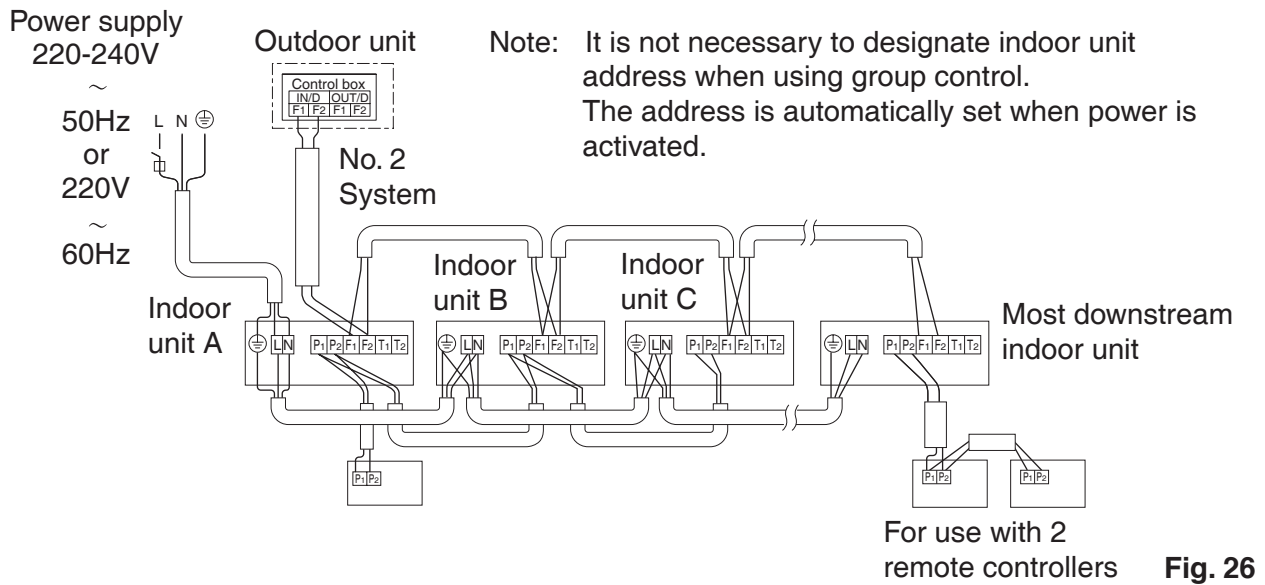 Power supply
220-240V
~
50Hz
or
220V
~
60Hz
L N
Outdoor unit
Control box
IN/D OUT/D
F1 F2 F1 F2
No. 2
System
Note: It is not necessary to designate indoor unit
address when using group control.
The address is automatically set when power is
activated.
Indoor
unit A
Indoor
unit B
Indoor
unit C
Most downstream
indoor unit
L N P1 P2 F1 F2 T1 T2
L N P1 P2 F1 F2 T1 T2
L N P1 P2 F1 F2 T1 T2
L N P1 P2 F1 F2 T1 T2
P1 P2
P1 P2
P1 P2
For use with 2
remote controllers
Fig. 26